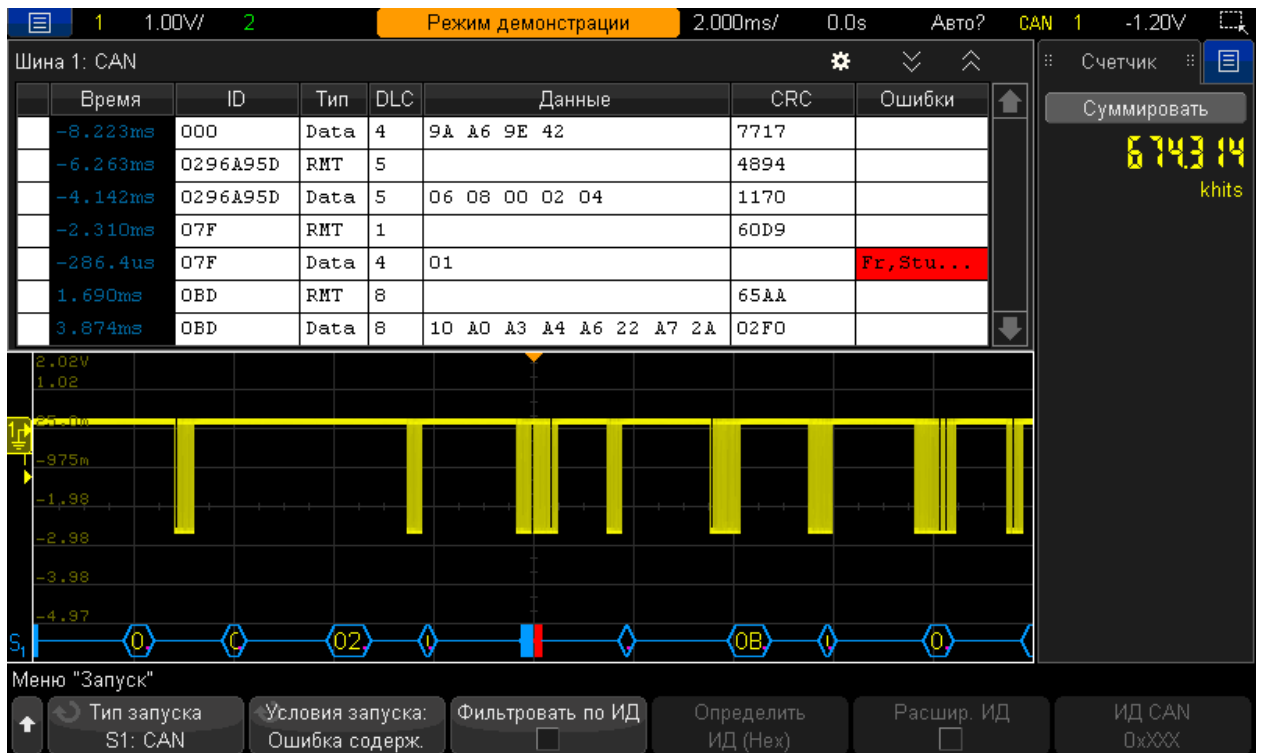 1 1.00V/ 2 Режим демонстрации 2.000ms/ 0.0s Авто? CAN 1 -1.20V
Шина 1: CAN
Счетчик
Время ID Тип DLC Данные CRC Ошибки
Суммировать
-8.223ms 000 Data 4 9A A6 9E 42 7717
674.314
khits
-6.263ms 0296A95D RMT 5 4894
-4.142ms 0296A95D Data 5 06 08 00 02 04 1170
-2.310ms 07F RMT 1 60D9
-286.4us 07F Data 4 01 Fr,Stu...
1.690ms 0BD RMT 8 65AA
3.874ms 0BD Data 8 10 A0 A3 A4 A6 22 A7 2A 02F0
2.02V
1.02
25.0m
1
T
-975m
-1.98
-2.98
-3.98
-4.97
S1 0. 02. 0B. 0.
Меню "Запуск"
Тип запуска
S1: CAN
Условия запуска:
Ошибка содерж.
Фильтровать по ИД
Определить
ИД (Hex)
Расшир. ИД
ИД CAN
0xXXX